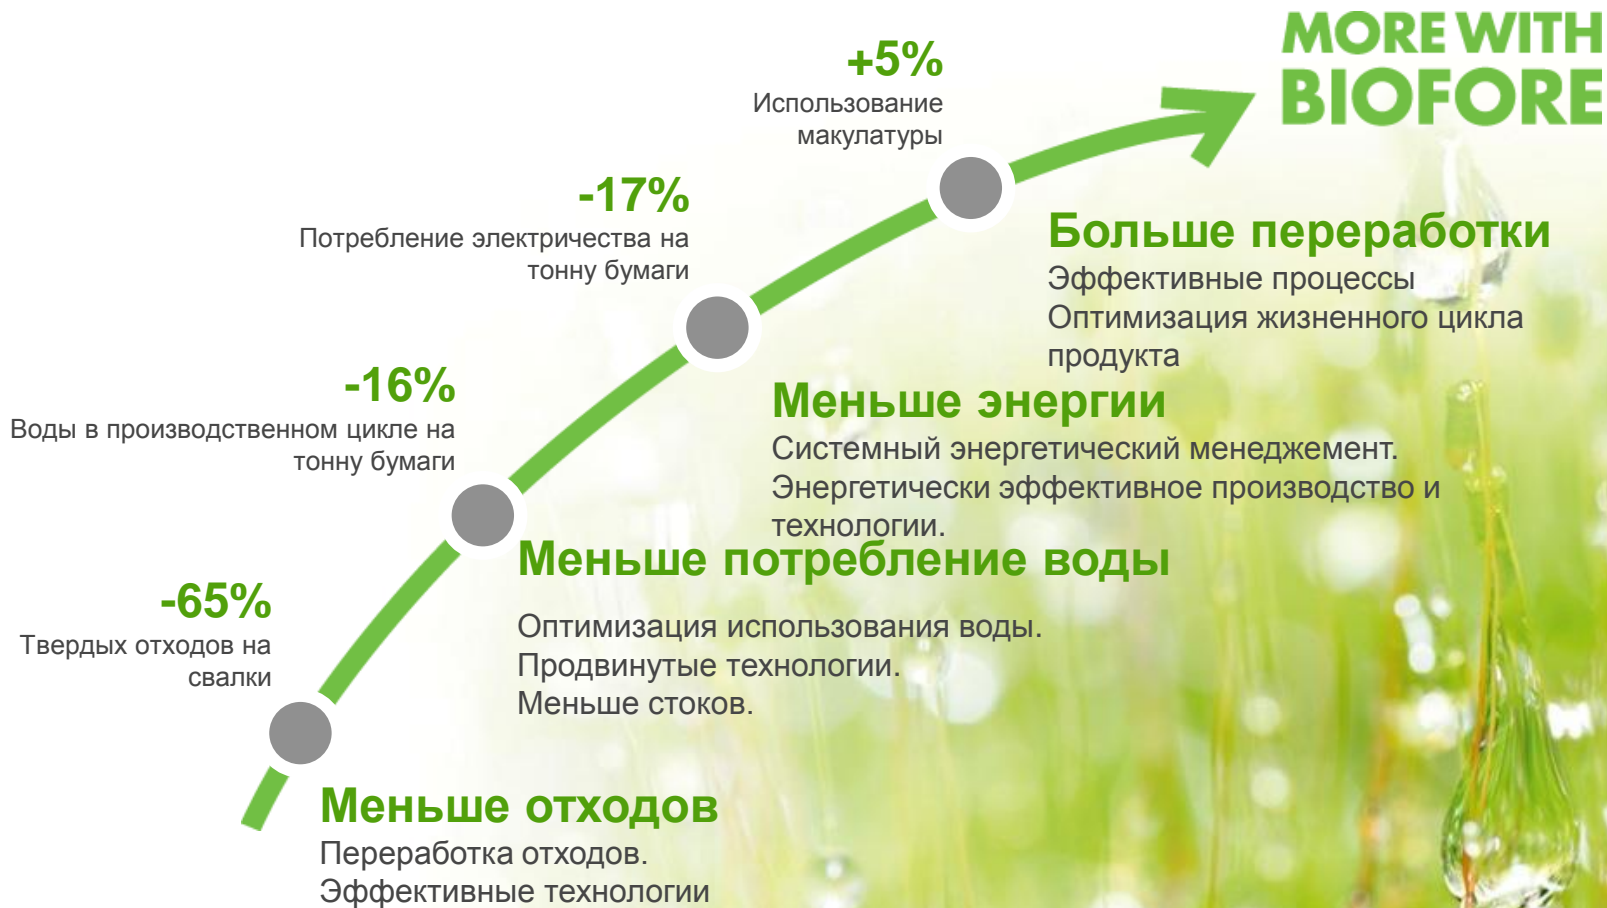 MORE WITH
BIOFORE
+5%
Использование
макулатуры
Больше переработки
Эффективные процессы
Оптимизация жизненного цикла
продукта
-17%
Потребление электричества на
тонну бумаги
Меньше энергии
Системный энергетический менеджемент.
Энергетически эффективное производство и
технологии.
-16%
Воды в производственном цикле на
тонну бумаги
Меньше потребление воды
Оптимизация использования воды.
Продвинутые технологии.
Меньше стоков.
-65%
Твердых отходов на
свалки
Меньше отходов
Переработка отходов.
Эффективные технологии